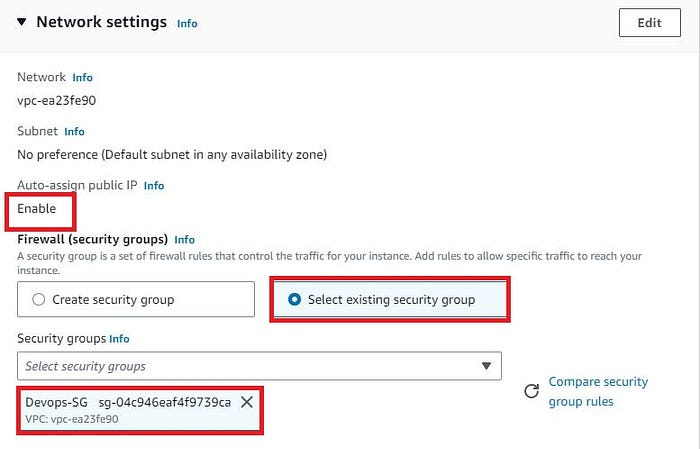 Network settings Info
Edit
Network Info
vpc-ea23fe90
Subnet Info
No preference (Default subnet in any availability zone)
Auto-assign public IP Info
Enable
Firewall (security groups) Info
A security group is a set of firewall rules that control the traffic for your instance. Add rules to allow specific traffic to reach your
instance.
Create security group
Select existing security group
Security groups Info
Select security groups
Compare security
group rules
Devops-SG sg-04c946eaf4f9739ca
VPC: vpc-ea23fe90